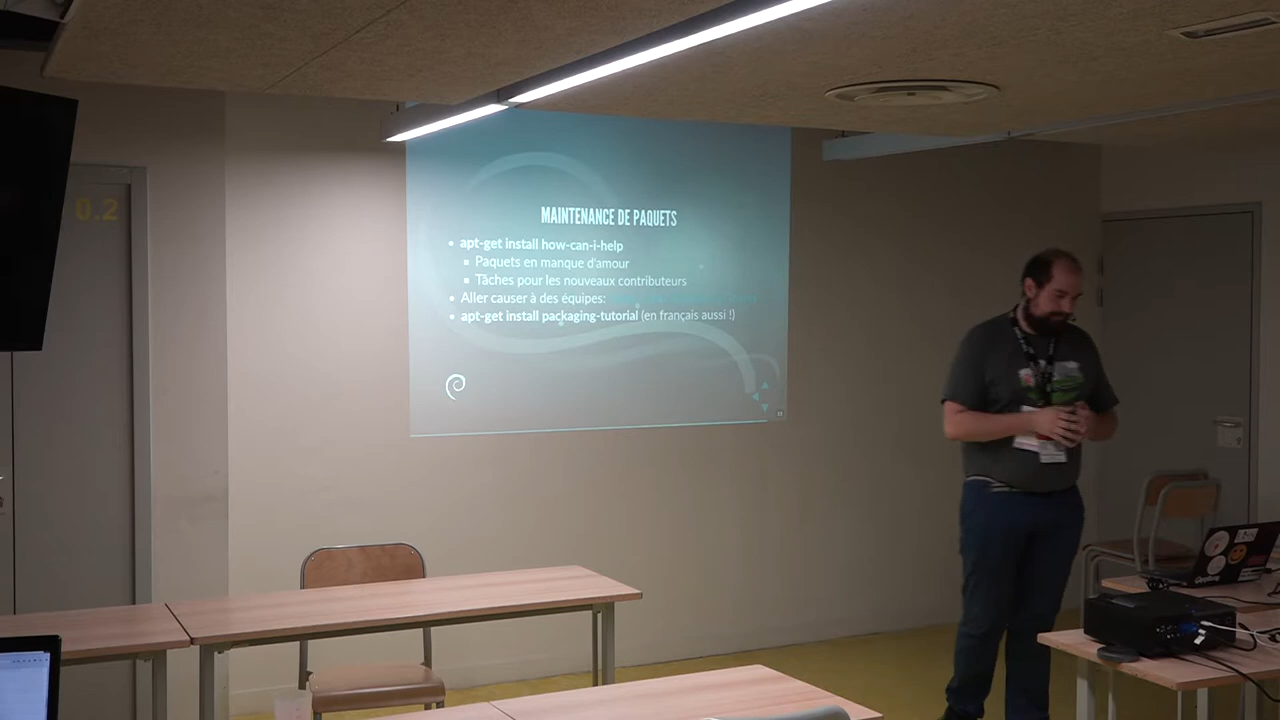 0.2
MAINTENANCE DE PAQUETS
apt-get install how-can-i-help
Paquets en manque d'amour
Tâches pour les nouveaux contributeurs
Aller causer à des équipes:
apt-get install packaging-tutorial (en français aussi !)